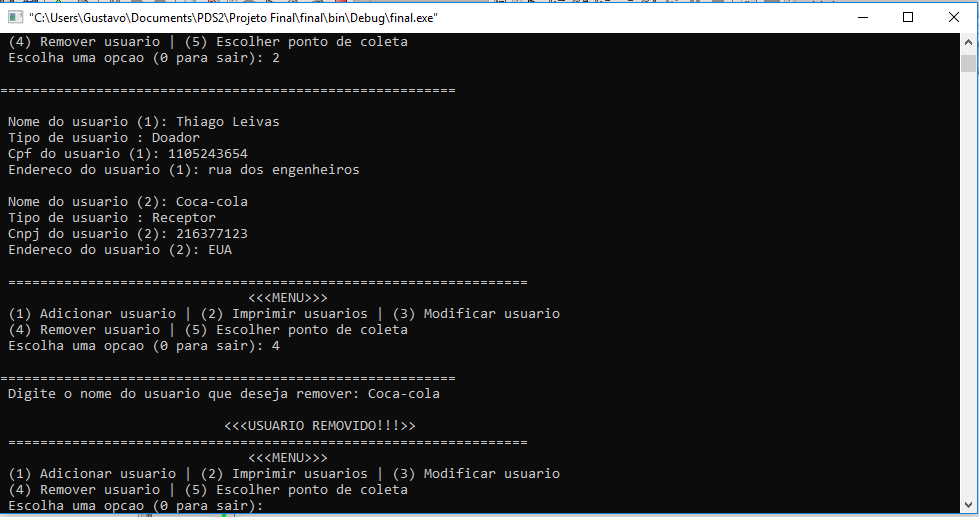 "C:\Users\Gustavo\Documents\PDS2\Projeto Final\final\bin\Debug\final.exe"
(4) Remover usuario | (5) Escolher ponto de coleta
Escolha uma opcao (0 para sair): 2
=========================================================
Nome do usuario (1): Thiago Leivas
Tipo de usuario : Doador
Cpf do usuario (1): 1105243654
Endereco do usuario (1): rua dos engenheiros
Nome do usuario (2): Coca-cola
Tipo de usuario : Receptor
Cnpj do usuario (2): 216377123
Endereco do usuario (2): EUA
=================================================================
<<<MENU>>>
(1) Adicionar usuario | (2) Imprimir usuarios | (3) Modificar usuario
(4) Remover usuario | (5) Escolher ponto de coleta
Escolha uma opcao (0 para sair): 4
=========================================================
Digite o nome do usuario que deseja remover: Coca-cola
<<<USUARIO REMOVIDO!!!>>
=================================================================
<<<MENU>>>
(1) Adicionar usuario | (2) Imprimir usuarios | (3) Modificar usuario
(4) Remover usuario | (5) Escolher ponto de coleta
Escolha uma opcao (0 para sair):